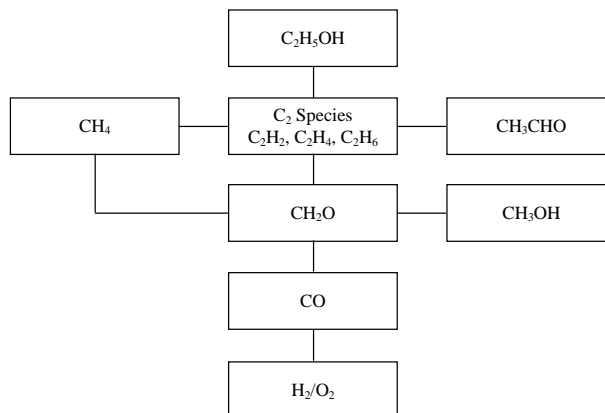 C₂H₅OH
CH₄
C₂ Species
C₂H₂, C₂H₄, C₂H₆
CH₃CHO
CH₂O
CH₃OH
CO
H₂/O₂